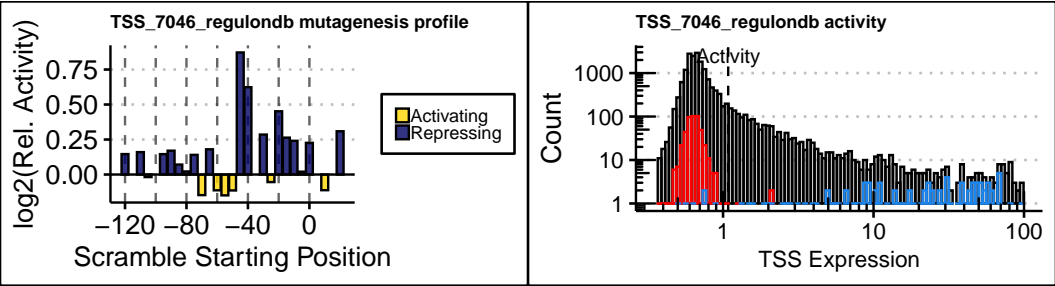 TSS_7046_regulondb mutagenesis profile
log2(Rel. Activity)
0.75
0.50
0.25
0.00
−120
−80
−40
0
Scramble Starting Position
Activating
Repressing
TSS_7046_regulondb activity
Activity
Count
1000
100
10
1
1
10
100
TSS Expression